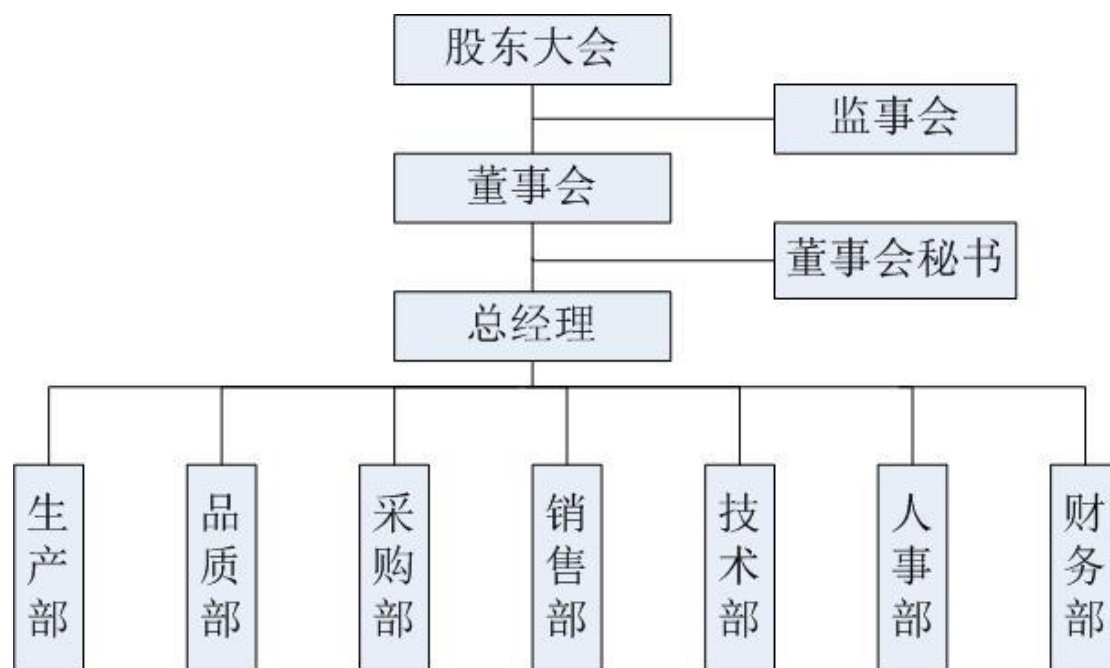 股东大会
监事会
董事会
董事会秘书
总经理
生产部
品质部
采购部
销售部
技术部
人事部
财务部